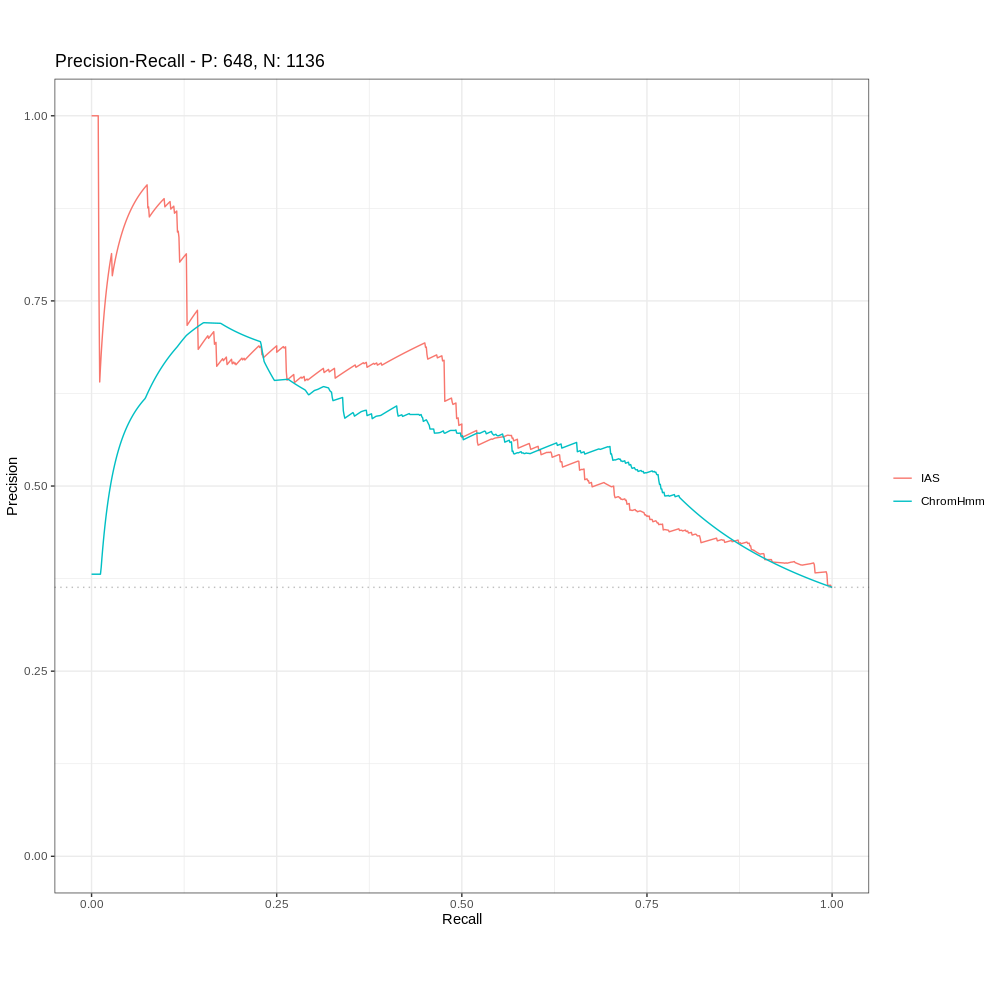 Precision-Recall - P: 648, N: 1136
1.00
0.75
0.50
0.25
0.00
Precision
0.00 0.25 0.50 0.75 1.00
Recall
IAS
ChromHmm